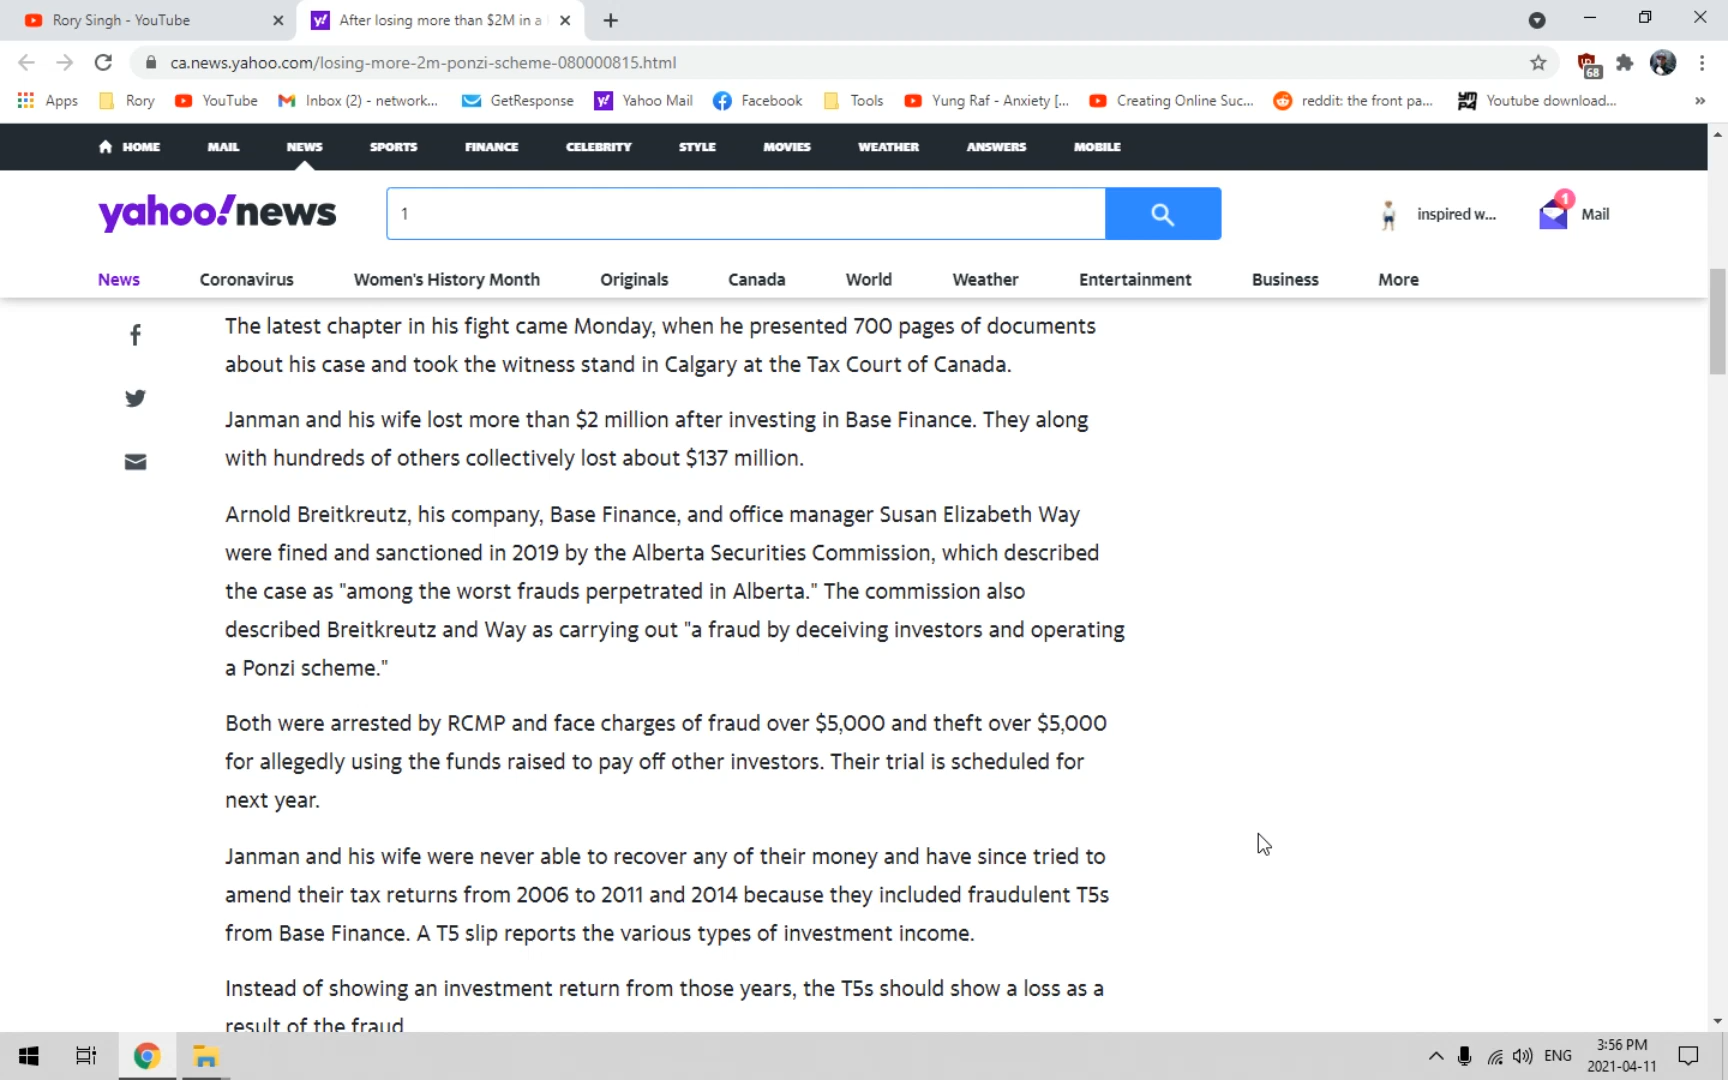 Rory Singh - YouTube
After losing more than $2M in a
ca.news.yahoo.com/losing-more-2m-ponzi-scheme-080000815.html
68
Apps Rory YouTube Inbox (2) - network... GetResponse Yahoo Mail Facebook Tools Yung Raf - Anxiety [... Creating Online Suc... reddit: the front pa... Youtube download... »
HOME MAIL NEWS SPORTS FINANCE CELEBRITY STYLE MOVIES WEATHER ANSWERS MOBILE
yahoo!news
1
inspired w...
1
Mail
News Coronavirus Women's History Month Originals Canada World Weather Entertainment Business More
The latest chapter in his fight came Monday, when he presented 700 pages of documents
about his case and took the witness stand in Calgary at the Tax Court of Canada.
Janman and his wife lost more than $2 million after investing in Base Finance. They along
with hundreds of others collectively lost about $137 million.
Arnold Breitkreutz, his company, Base Finance, and office manager Susan Elizabeth Way
were fined and sanctioned in 2019 by the Alberta Securities Commission, which described
the case as "among the worst frauds perpetrated in Alberta." The commission also
described Breitkreutz and Way as carrying out "a fraud by deceiving investors and operating
a Ponzi scheme."
Both were arrested by RCMP and face charges of fraud over $5,000 and theft over $5,000
for allegedly using the funds raised to pay off other investors. Their trial is scheduled for
next year.
Janman and his wife were never able to recover any of their money and have since tried to
amend their tax returns from 2006 to 2011 and 2014 because they included fraudulent T5s
from Base Finance. A T5 slip reports the various types of investment income.
Instead of showing an investment return from those years, the T5s should show a loss as a
result of the fraud
ENG
3:56 PM
2021-04-11